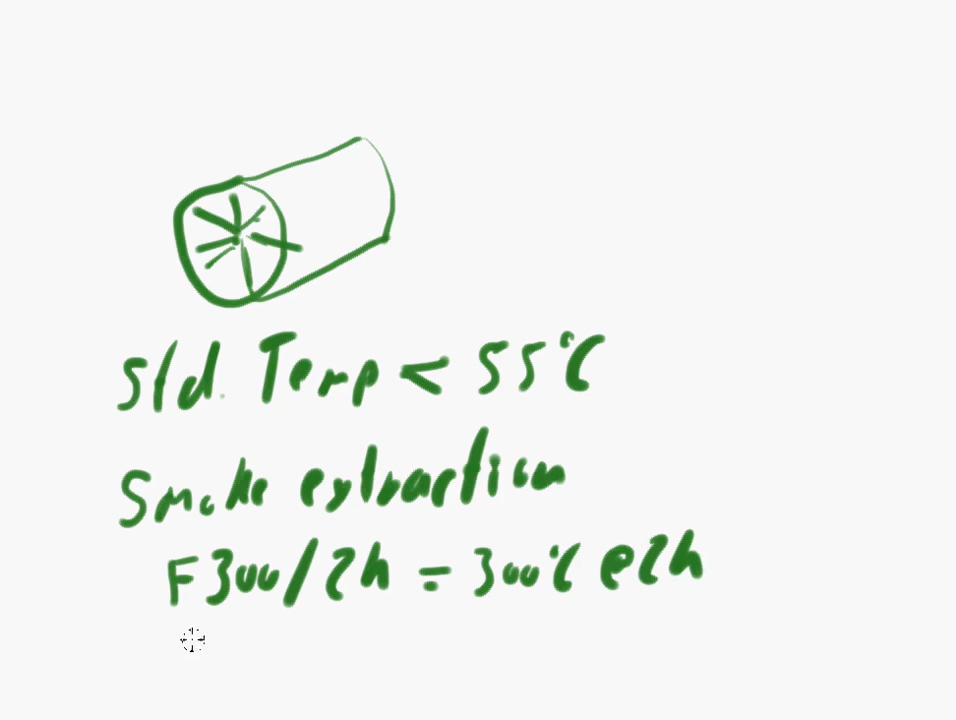 Std. Temp < 55°C
Smoke extraction
F300/2h = 300°C @2h